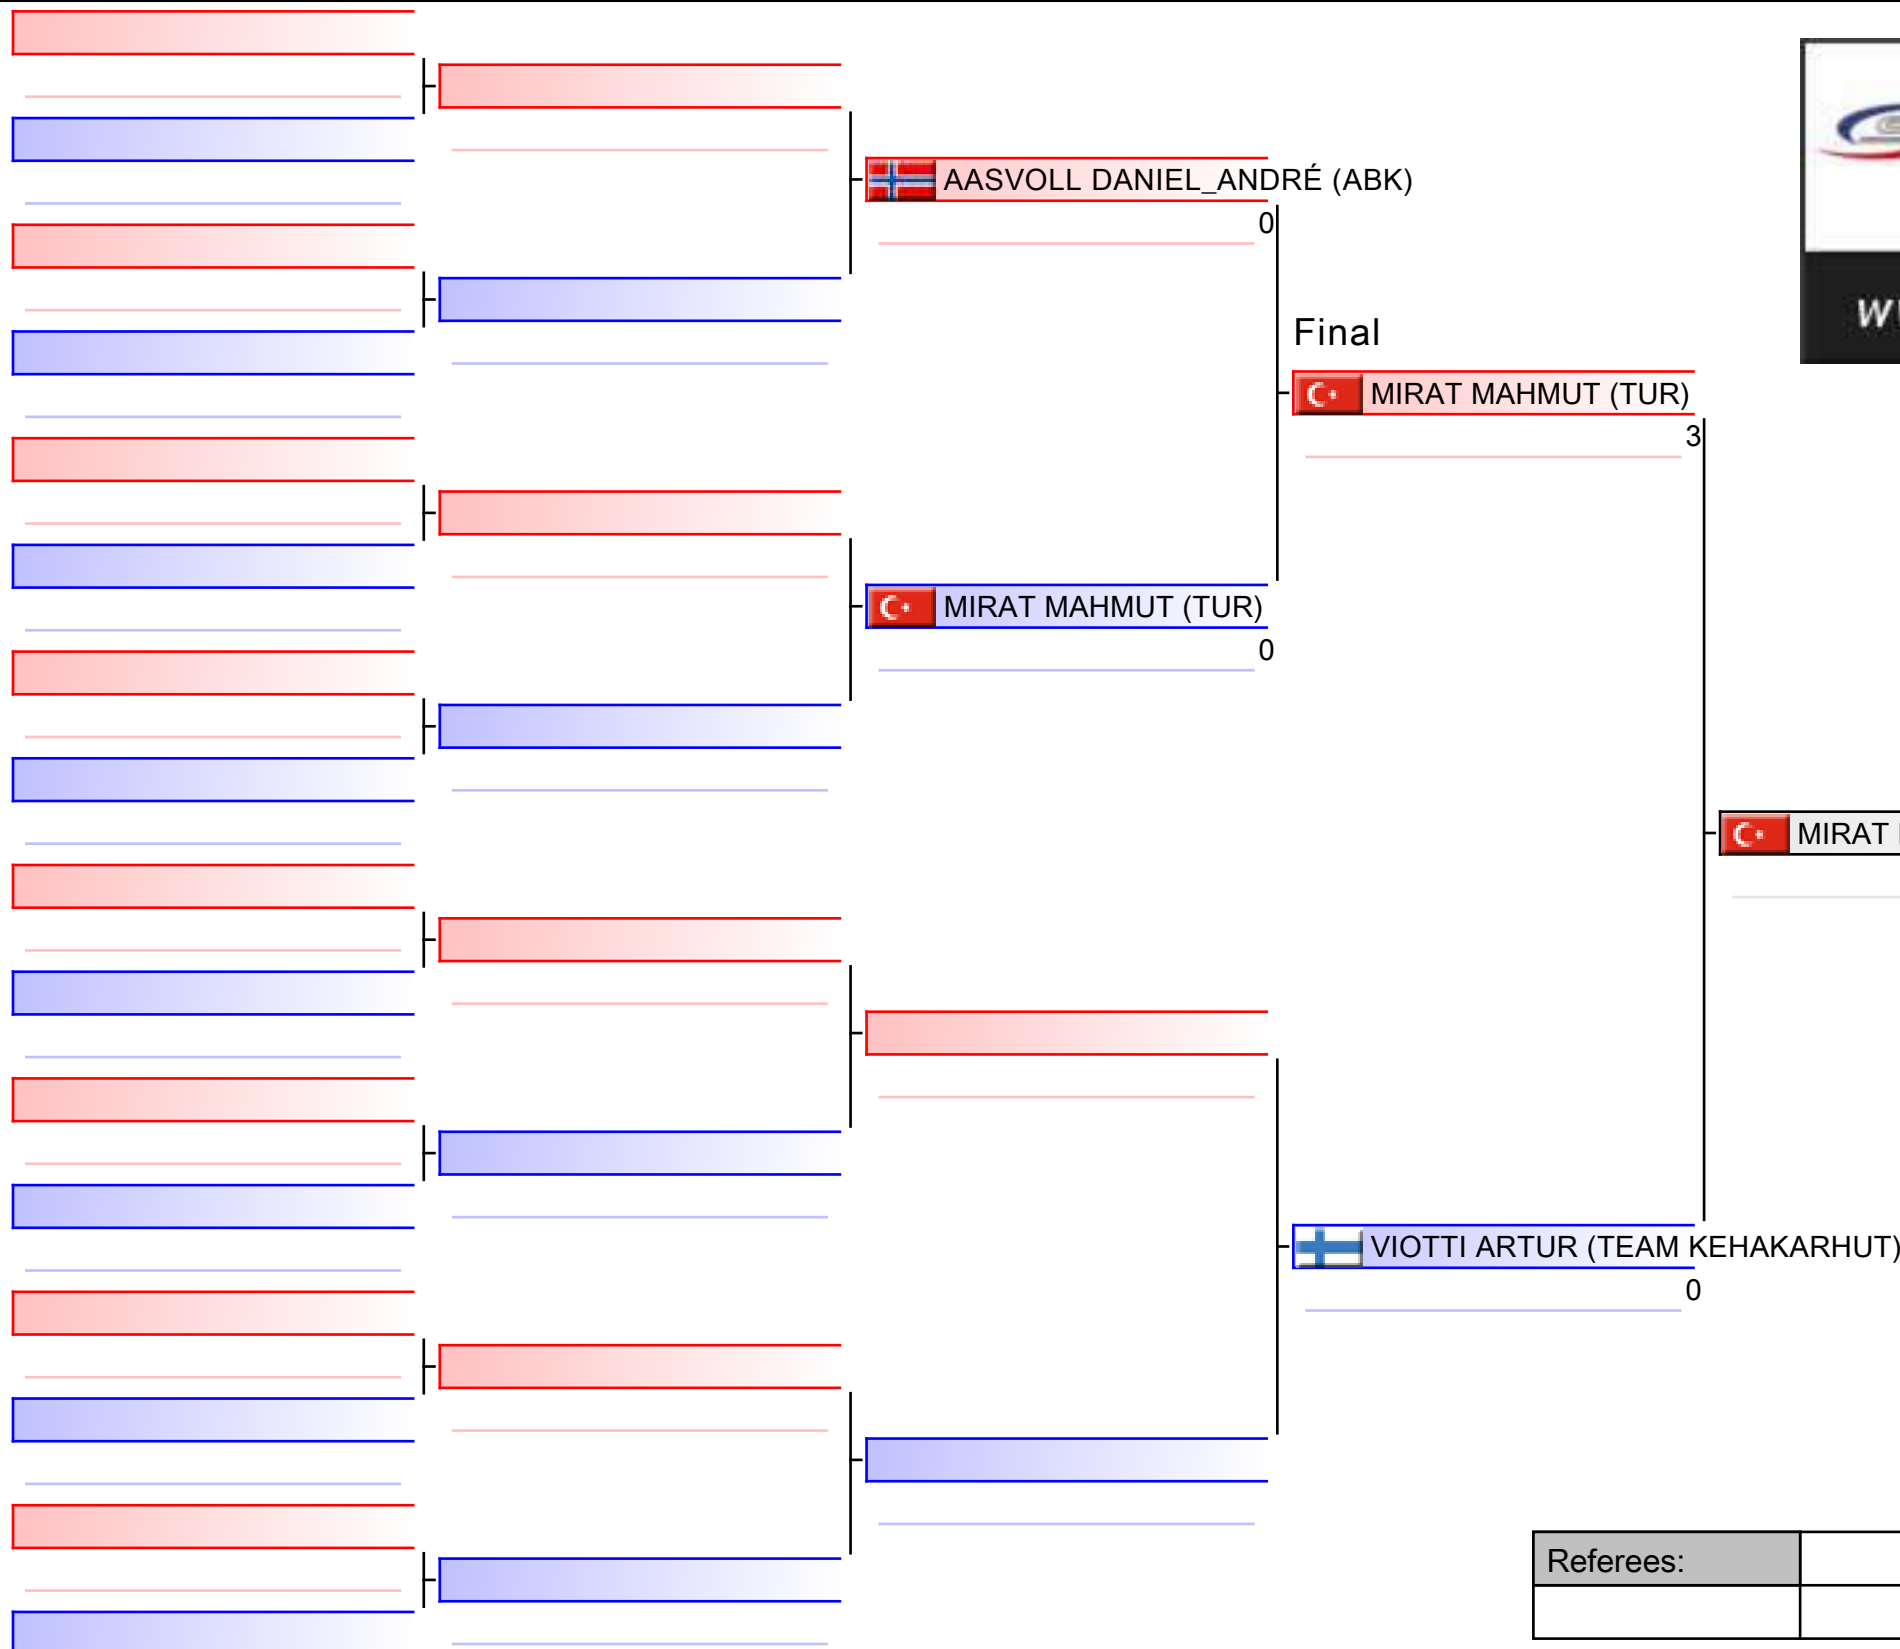 AASVOLL DANIEL_ANDRÉ (ABK)
0
Final
MIRAT MAHMUT (TUR)
3
MIRAT MAHMUT (TUR)
0
MIRAT
VIOTTI ARTUR (TEAM KEHAKARHUT)
0
Referees: